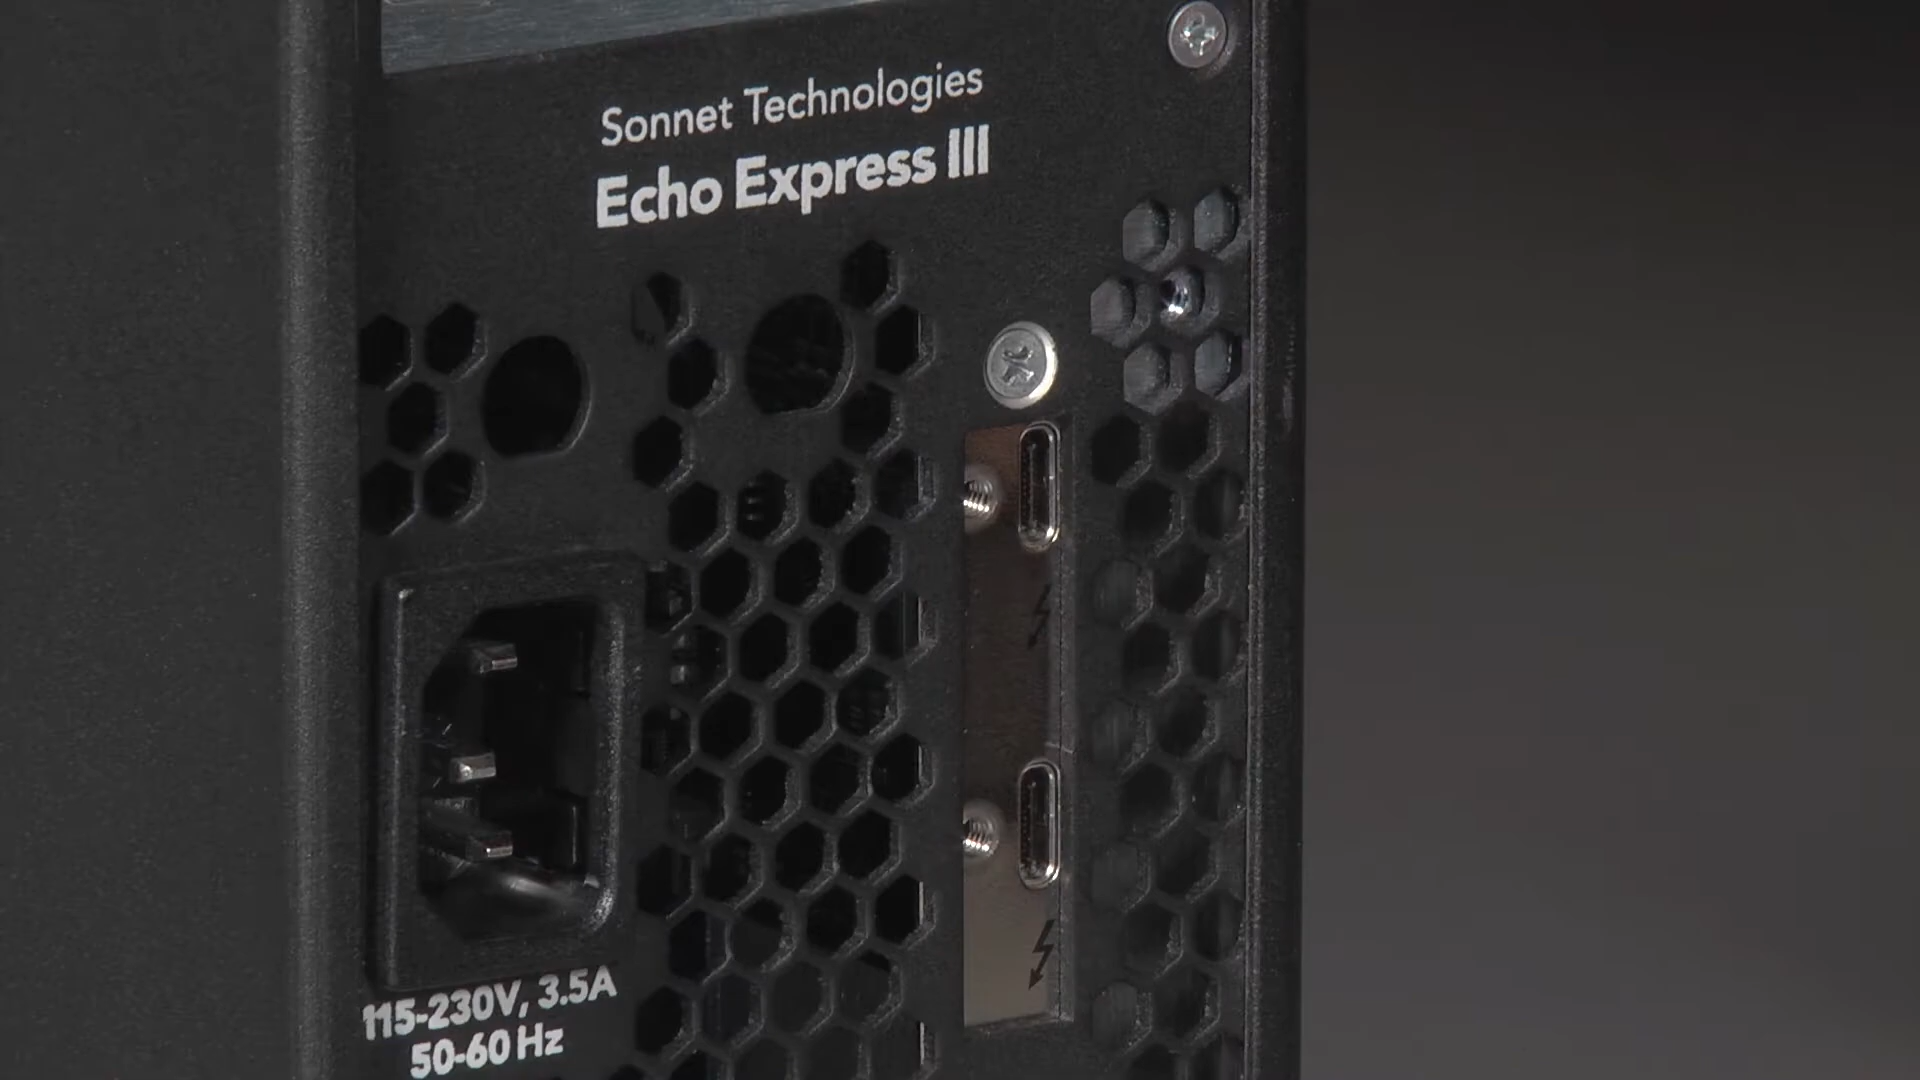 Sonnet Technologies
Echo Express III
115-230V, 3.5A
50-60 Hz